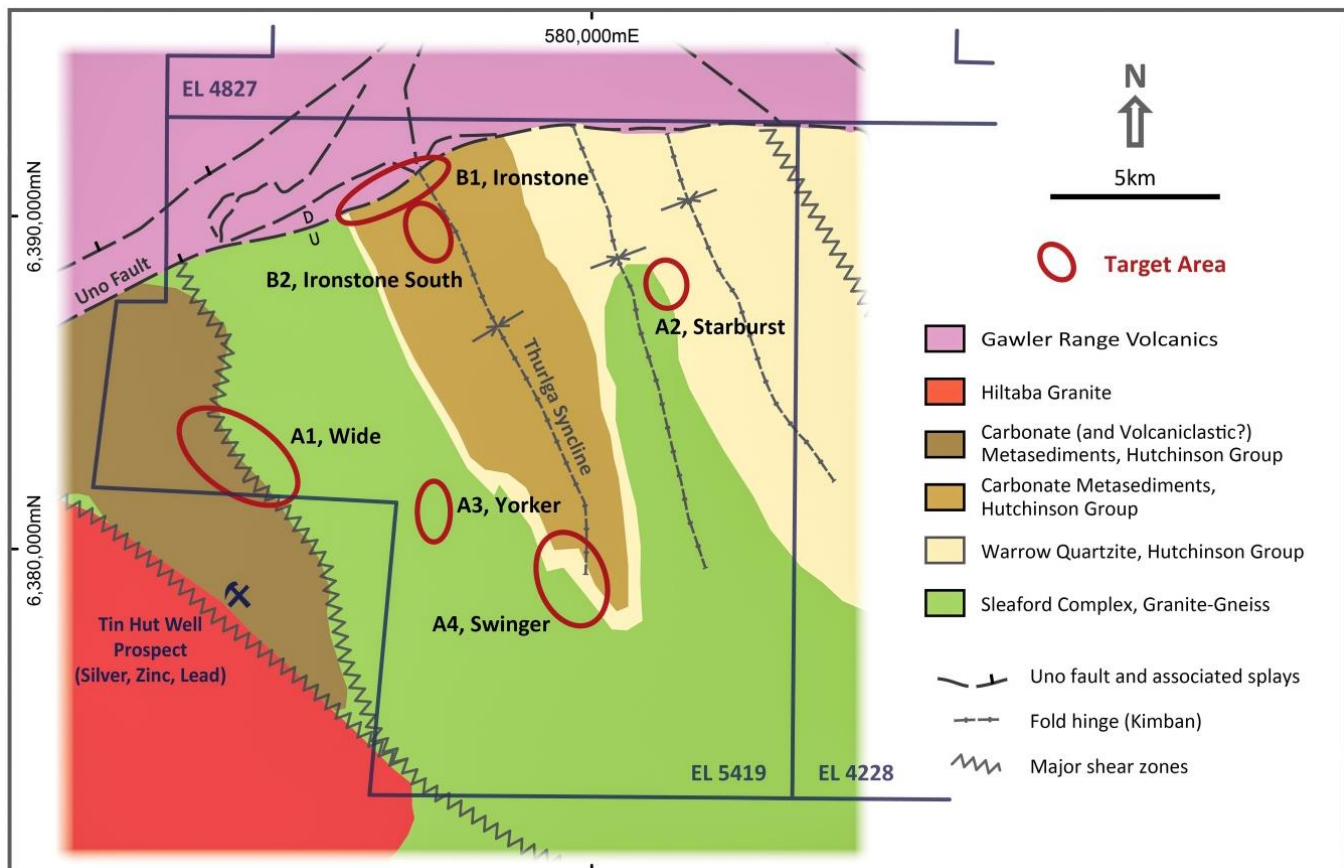 580,000mE
EL 4827
N
5km
6,390,000mN
B1, Ironstone
D
U
Uno Fault
B2, Ironstone South
A2, Starburst
Thurlga Syncline
A1, Wide
A3, Yorker
6,380,000mN
A4, Swinger
Tin Hut Well
Prospect
(Silver, Zinc, Lead)
EL 5419
EL 4228
Target Area
Gawler Range Volcanics
Hiltaba Granite
Carbonate (and Volcaniclastic?)
Metasediments, Hutchinson Group
Carbonate Metasediments,
Hutchinson Group
Warrow Quartzite, Hutchinson Group
Sleaford Complex, Granite-Gneiss
Uno fault and associated splays
Fold hinge (Kimban)
Major shear zones